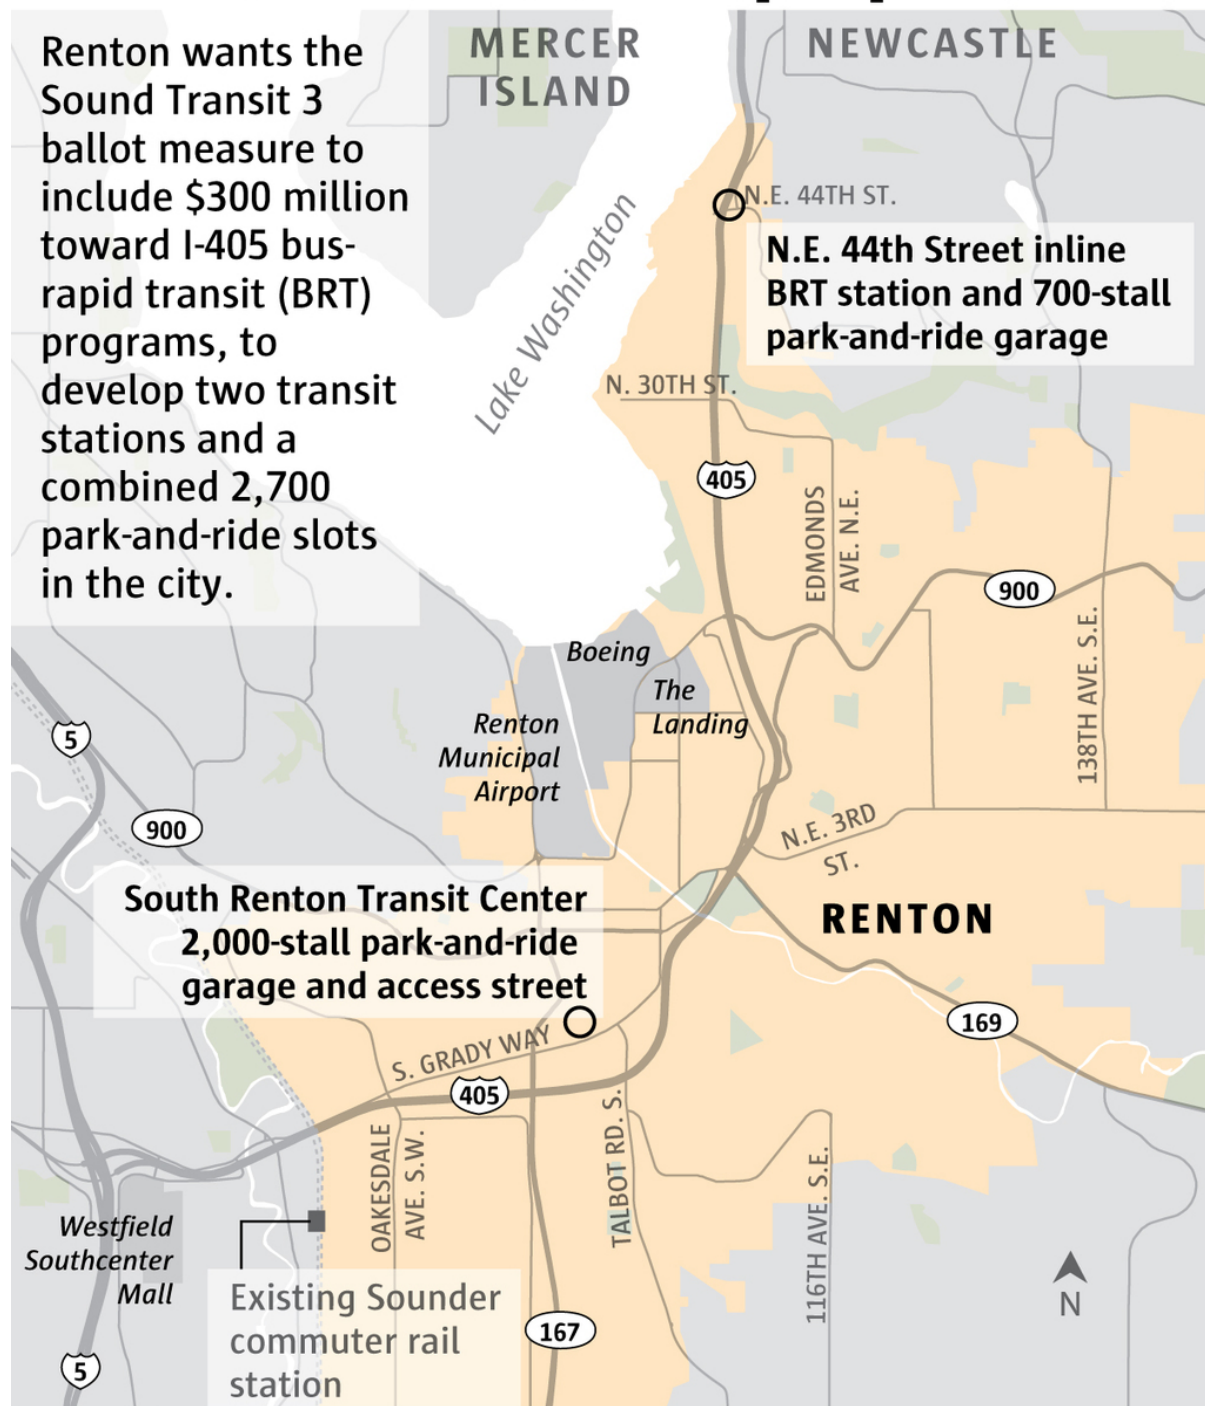 Renton wants the
Sound Transit 3
ballot measure to
include $300 million
toward I-405 bus-
rapid transit (BRT)
programs, to
develop two transit
stations and a
combined 2,700
park-and-ride slots
in the city.
MERCER
ISLAND
NEWCASTLE
Lake Washington
N.E. 44TH ST.
N.E. 44th Street inline
BRT station and 700-stall
park-and-ride garage
N. 30TH ST.
405
EDMONDS
AVE. N.E.
900
138TH AVE. S.E.
Boeing
The
Landing
Renton
Municipal
Airport
5
900
N.E. 3RD
ST.
South Renton Transit Center
2,000-stall park-and-ride
garage and access street
RENTON
169
S. GRADY WAY
405
OAKESDALE
AVE. S.W.
TALBOT RD. S.
116TH AVE. S.E.
Westfield
Southcenter
Mall
Existing Sounder
commuter rail
station
167
5
N